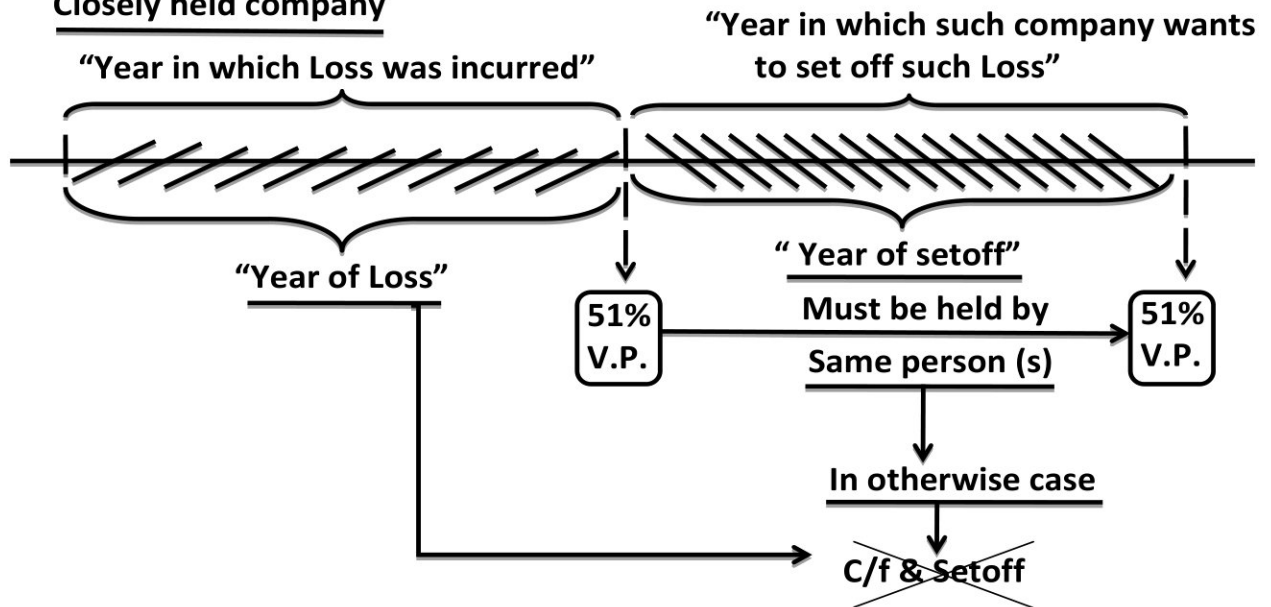 Closely held company
“Year in which Loss was incurred”
“Year in which such company wants
to set off such Loss”
“Year of Loss”
“ Year of setoff”
51%
V.P.
Must be held by
Same person (s)
51%
V.P.
In otherwise case
C/f & Setoff